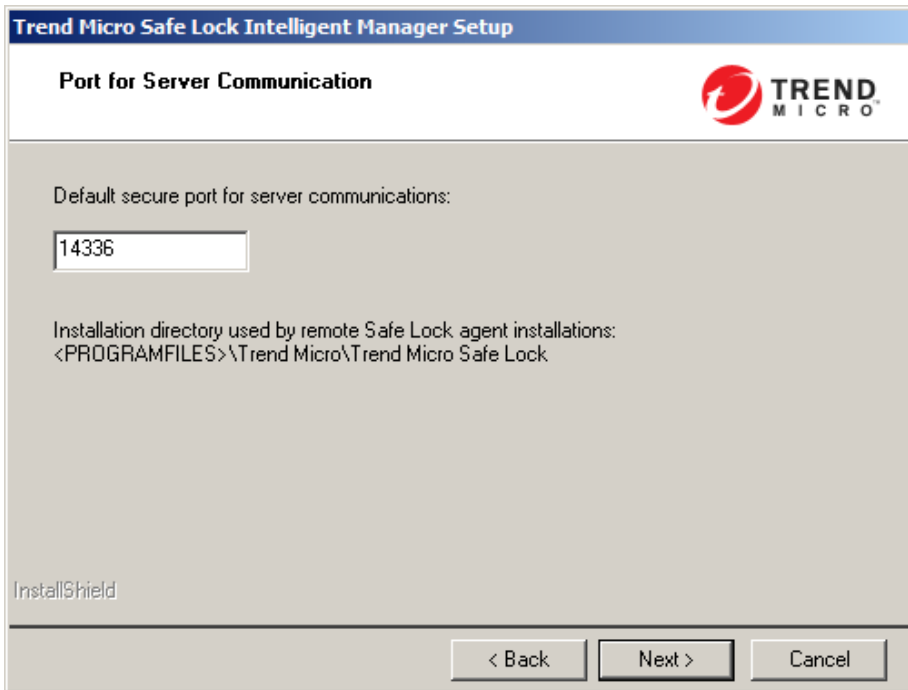 Trend Micro Safe Lock Intelligent Manager Setup
Port for Server Communication
TREND
MICRO™
Default secure port for server communications:
14336
Installation directory used by remote Safe Lock agent installations:
<PROGRAMFILES>\Trend Micro\Trend Micro Safe Lock
InstallShield
< Back
Next >
Cancel